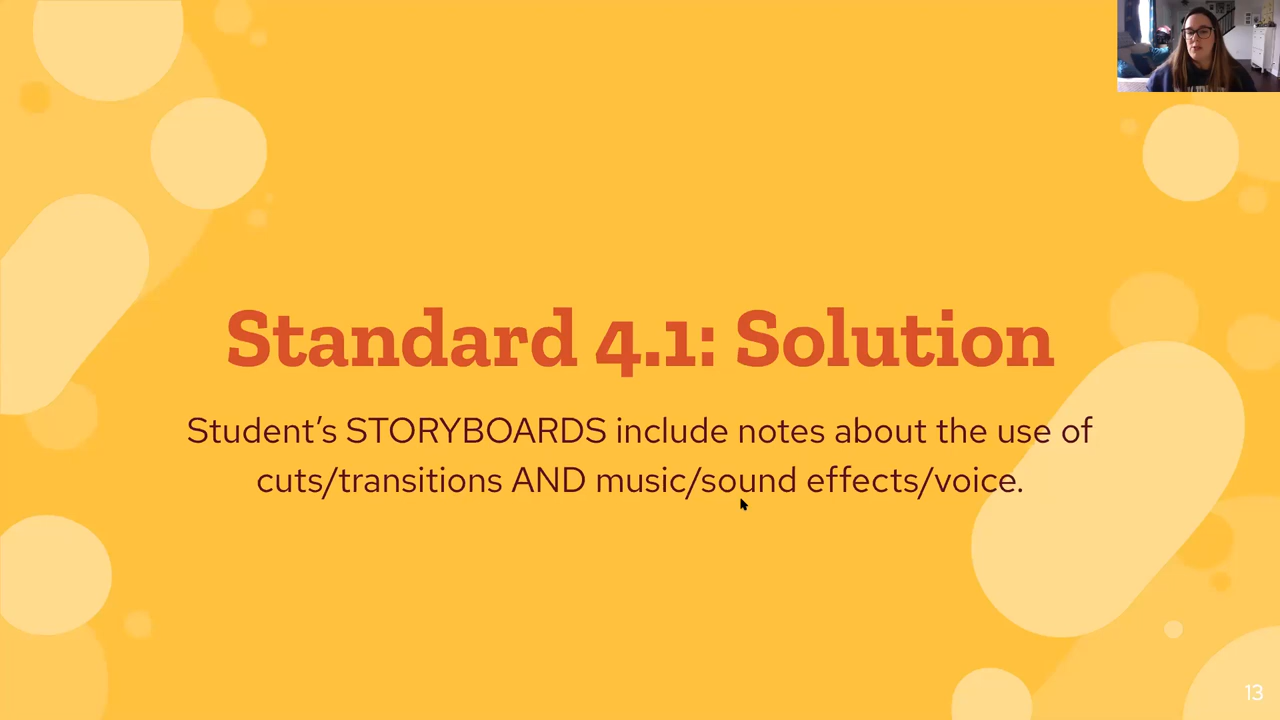 Standard 4.1: Solution
Student’s STORYBOARDS include notes about the use of
cuts/transitions AND music/sound effects/voice.
13